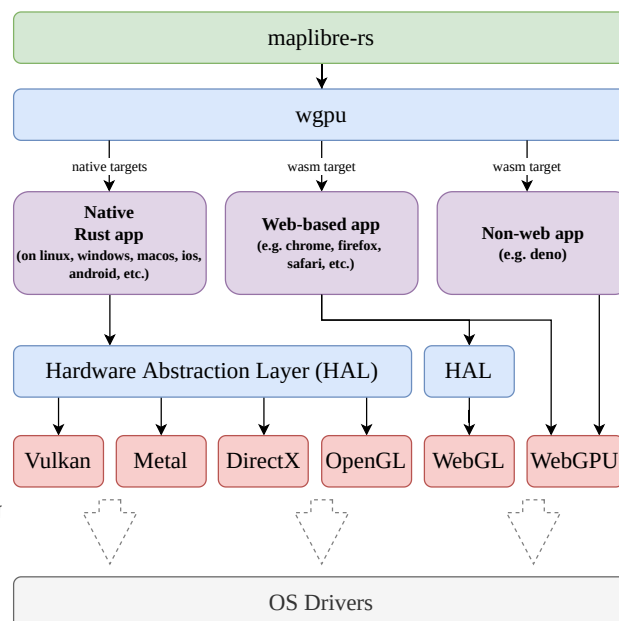 maplibre-rs
wgpu
native targets
wasm target
wasm target
Native
Rust app
(on linux, windows, macos, ios,
android, etc.)
Web-based app
(e.g. chrome, firefox,
safari, etc.)
Non-web app
(e.g. deno)
Hardware Abstraction Layer (HAL)
HAL
Vulkan
Metal
DirectX
OpenGL
WebGL
WebGPU
OS Drivers